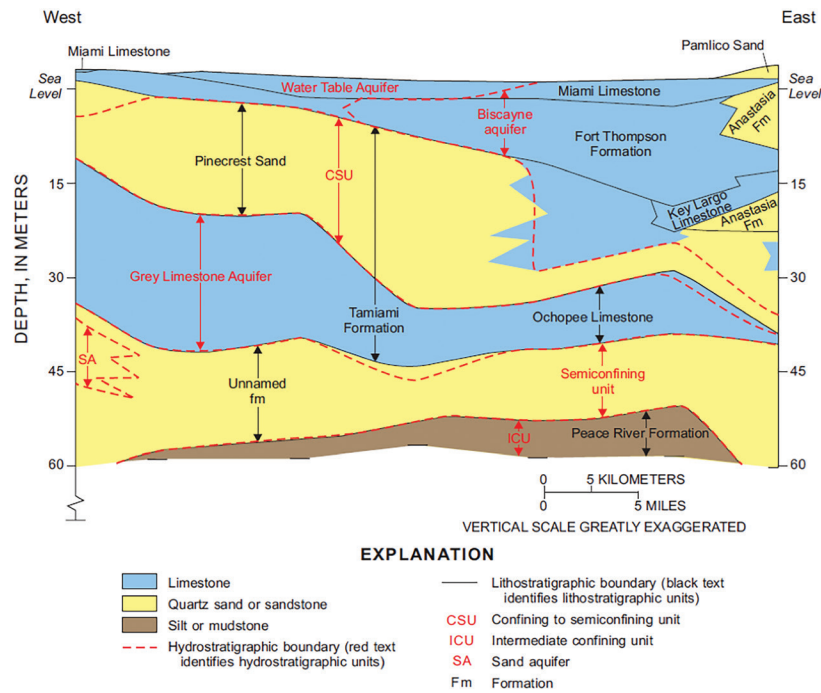 West
East
Miami Limestone
Pamlico Sand
Sea
Level
Water Table Aquifer
Miami Limestone
Sea
Level
Biscayne
aquifer
Anastasia
Fm
Fort Thompson
Formation
Pinecrest Sand
CSU
15
15
Key Largo
Limestone
Anastasia
Fm
DEPTH, IN METERS
30
30
Grey Limestone Aquifer
Tamiami
Formation
Ochopee Limestone
SA
45
45
Unnamed
fm
Semiconfining
unit
ICU
Peace River Formation
60
60
0 5 KILOMETERS
0 5 MILES
VERTICAL SCALE GREATLY EXAGGERATED
EXPLANATION
Limestone
Quartz sand or sandstone
Silt or mudstone
Hydrostratigraphic boundary (red text
identifies hydrostratigraphic units)
Lithostratigraphic boundary (black text
identifies lithostratigraphic units)
CSU Confining to semiconfining unit
ICU Intermediate confining unit
SA Sand aquifer
Fm Formation